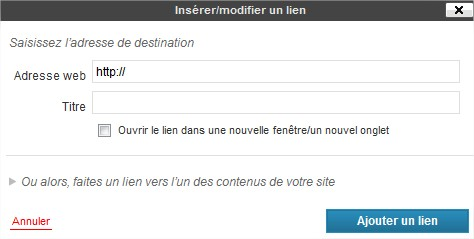 Insérer/modifier un lien
Saisissez l'adresse de destination
Adresse web http://
Titre
Ouvrir le lien dans une nouvelle fenêtre/un nouvel onglet
Ou alors, faites un lien vers l'un des contenus de votre site
Annuler Ajouter un lien